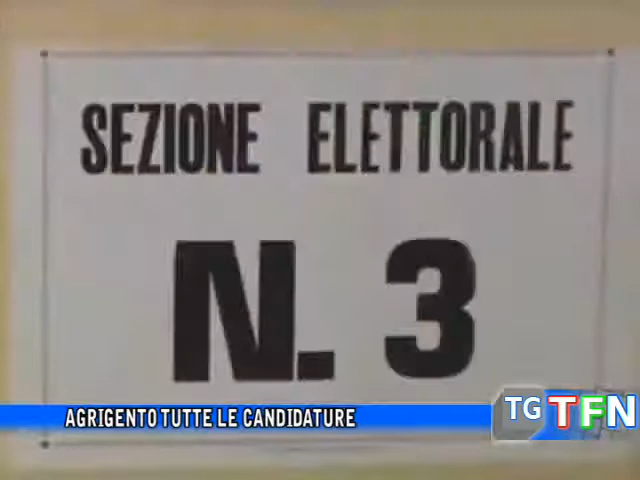 SEZIONE ELETTORALE
N. 3
AGRIGENTO TUTTE LE CANDIDATURE
TG TFN